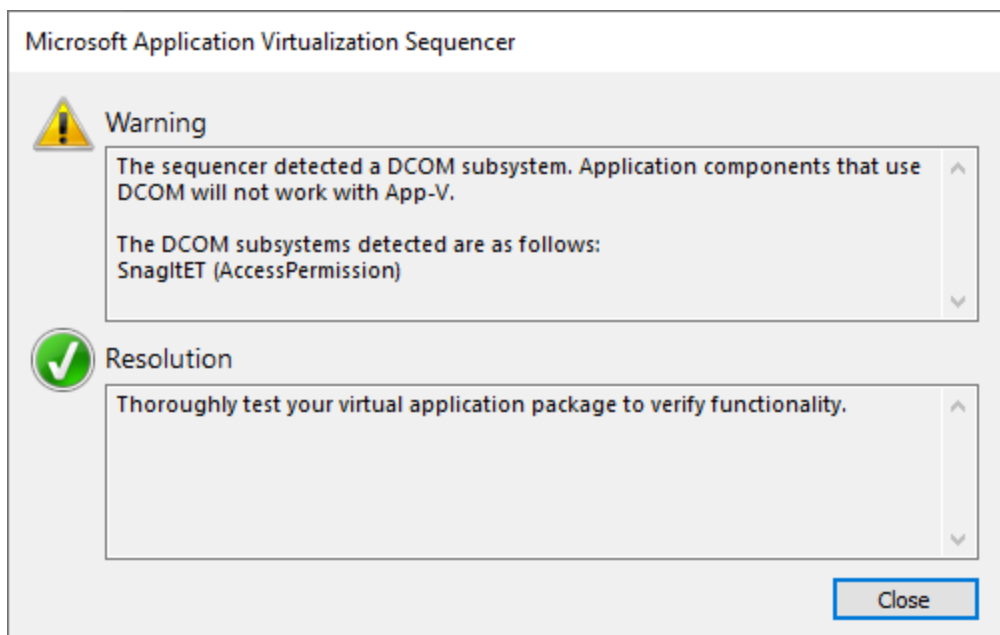 Microsoft Application Virtualization Sequencer
Warning
The sequencer detected a DCOM subsystem. Application components that use
DCOM will not work with App-V.
The DCOM subsystems detected are as follows:
SnagItET (AccessPermission)
Resolution
Thoroughly test your virtual application package to verify functionality.
Close